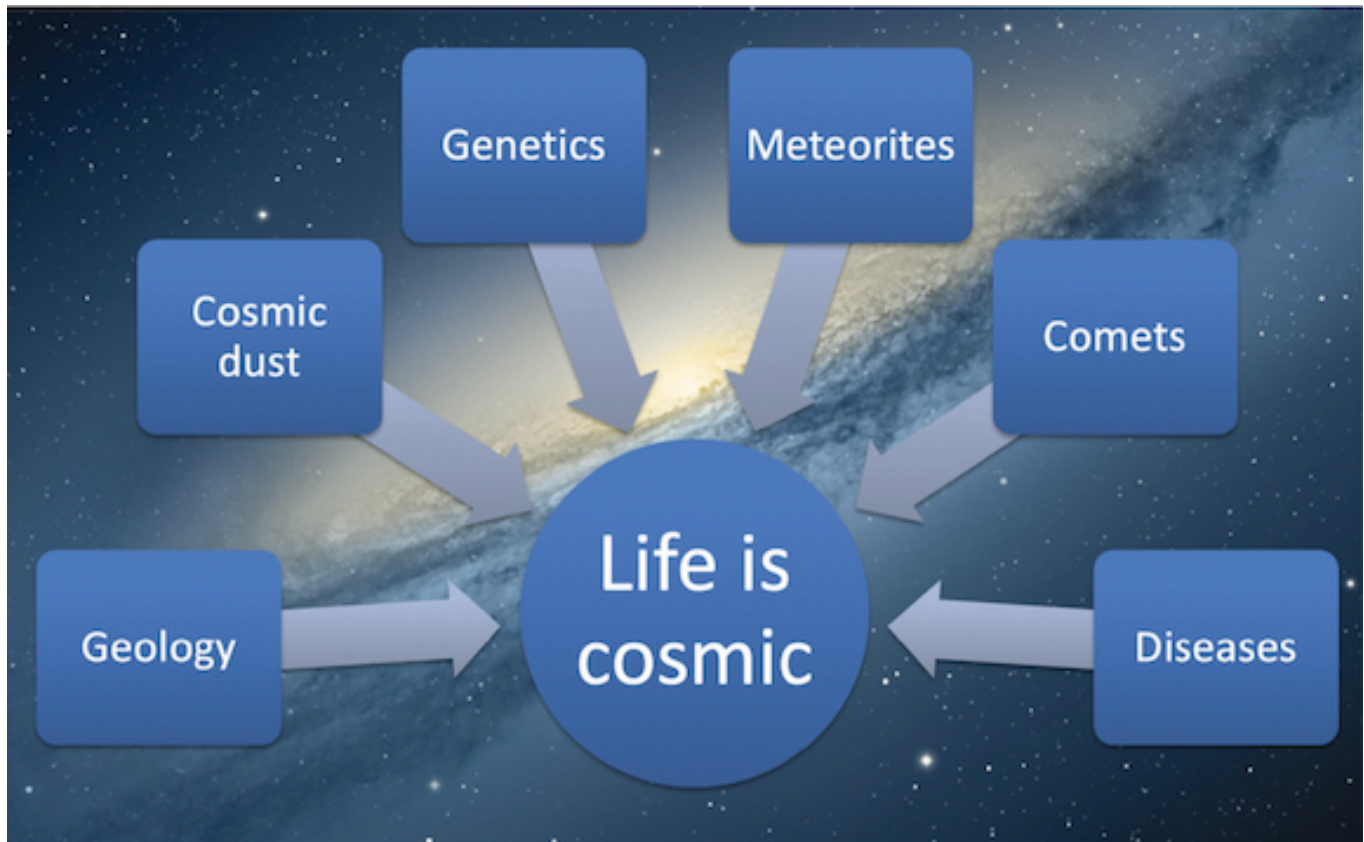 Genetics
Meteorites
Cosmic
dust
Comets
Geology
Life is
cosmic
Diseases